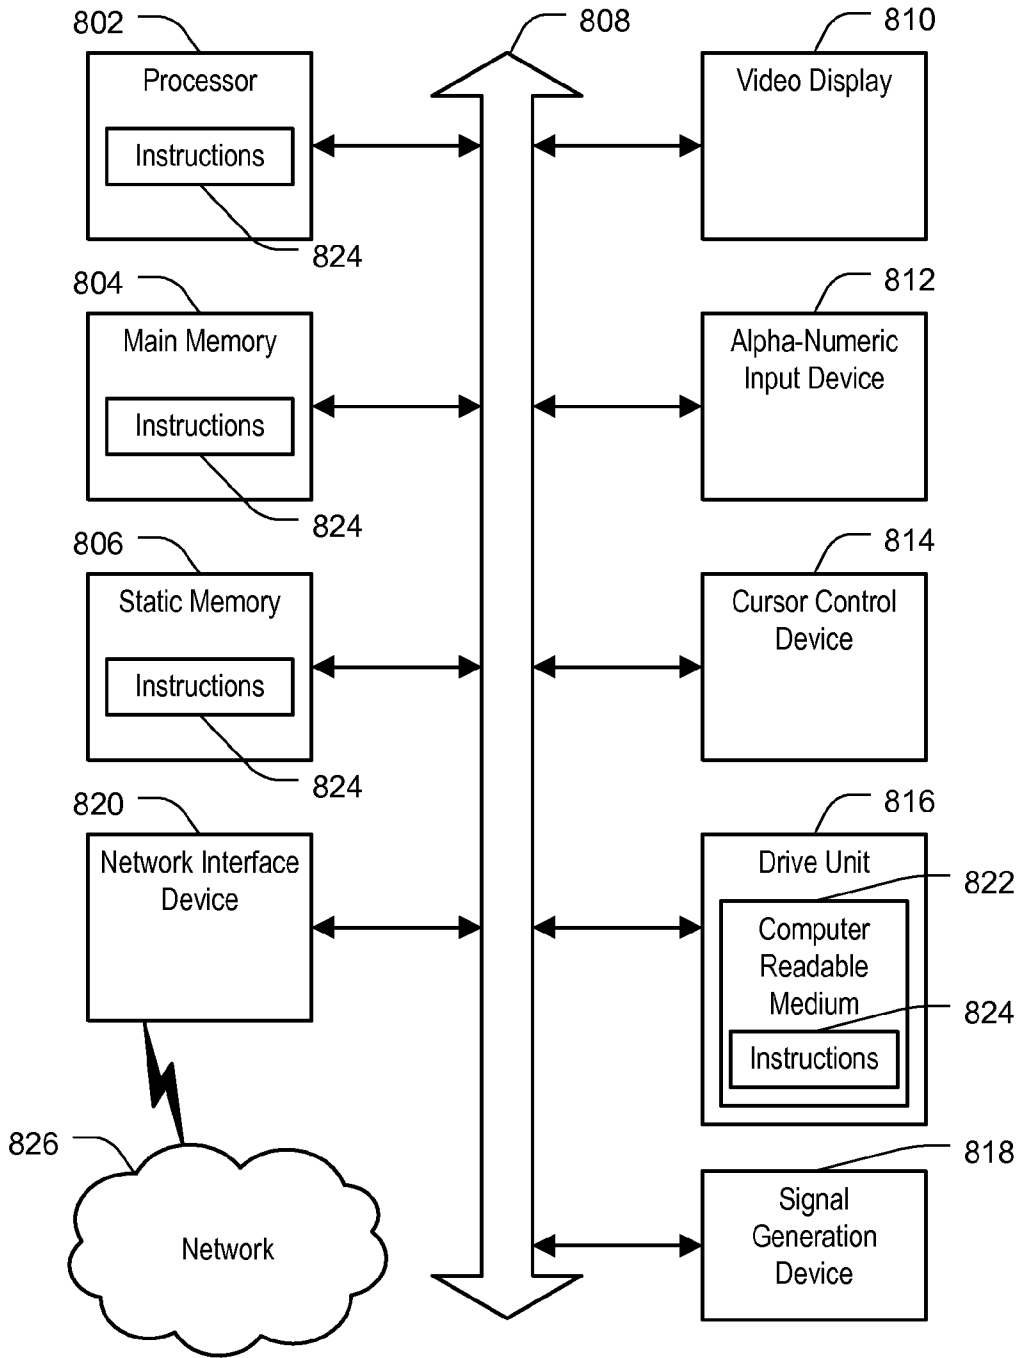 802
Processor
Instructions
824
804
Main Memory
Instructions
824
806
Static Memory
Instructions
824
820
Network Interface
Device
826
Network
808
810
Video Display
812
Alpha-Numeric
Input Device
814
Cursor Control
Device
816
Drive Unit
822
Computer
Readable
Medium
824
Instructions
818
Signal
Generation
Device